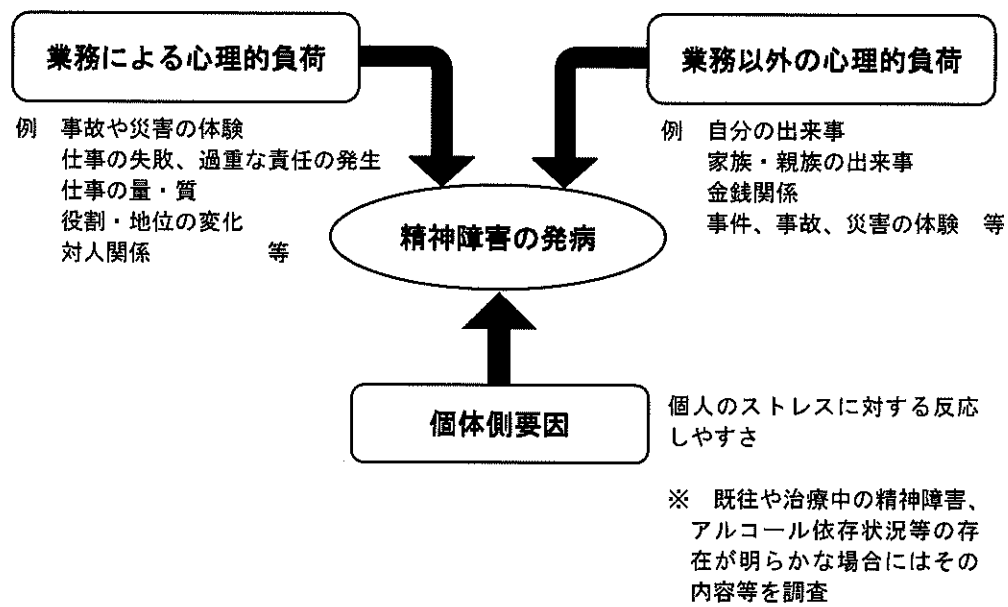 業務による心理的負荷
例　事故や災害の体験
仕事の失敗、過重な責任の発生
仕事の量・質
役割・地位の変化
対人関係　　　　　等
業務以外の心理的負荷
例　自分の出来事
家族・親族の出来事
金銭関係
事件、事故、災害の体験　等
精神障害の発病
個体側要因
個人のストレスに対する反応
しやすさ
※　既往や治療中の精神障害、
アルコール依存状況等の存
在が明らかな場合にはその
内容等を調査